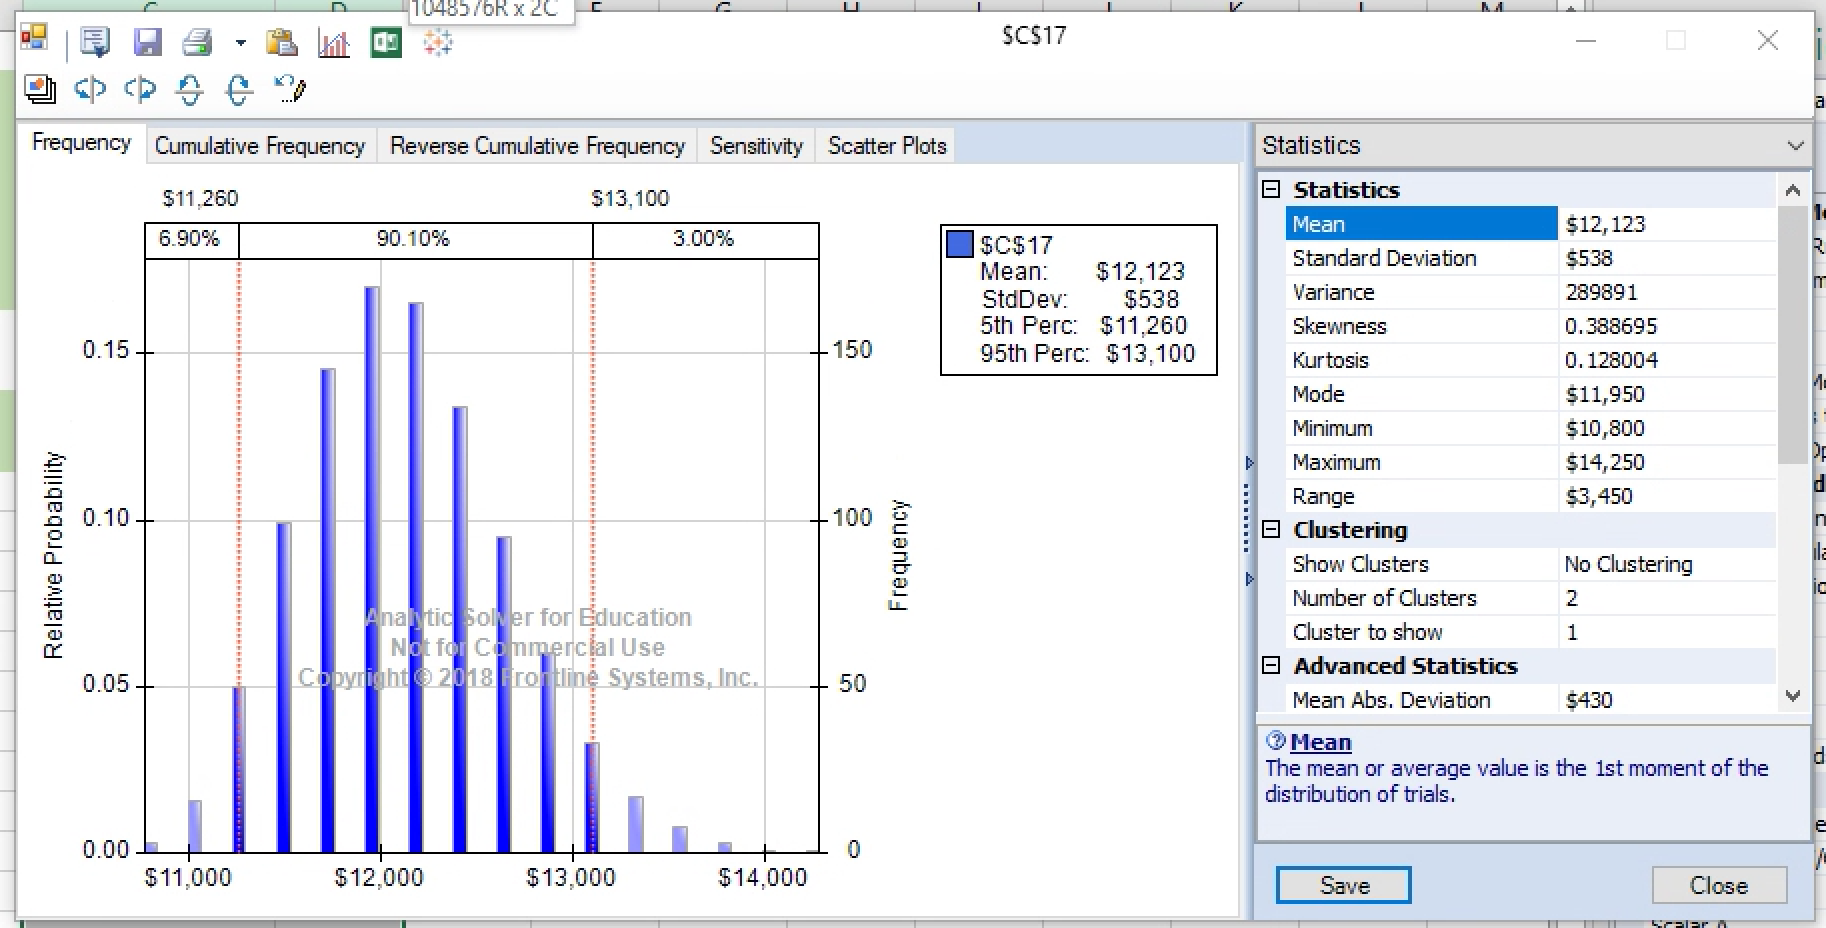 1048576R x 2C
$C$17
Frequency
Cumulative Frequency
Reverse Cumulative Frequency
Sensitivity
Scatter Plots
$11,260
$13,100
6.90%
90.10%
3.00%
0.15
0.10
0.05
0.00
Relative Probability
150
100
50
0
Frequency
$11,000
$12,000
$13,000
$14,000
Analytic Solver for Education
Not for Commercial Use
Copyright © 2018 Frontline Systems, Inc.
$C$17
Mean: $12,123
StdDev: $538
5th Perc: $11,260
95th Perc: $13,100
Statistics
Statistics
Mean $12,123
Standard Deviation $538
Variance 289891
Skewness 0.388695
Kurtosis 0.128004
Mode $11,950
Minimum $10,800
Maximum $14,250
Range $3,450
Clustering
Show Clusters No Clustering
Number of Clusters 2
Cluster to show 1
Advanced Statistics
Mean Abs. Deviation $430
Mean
The mean or average value is the 1st moment of the
distribution of trials.
Save
Close